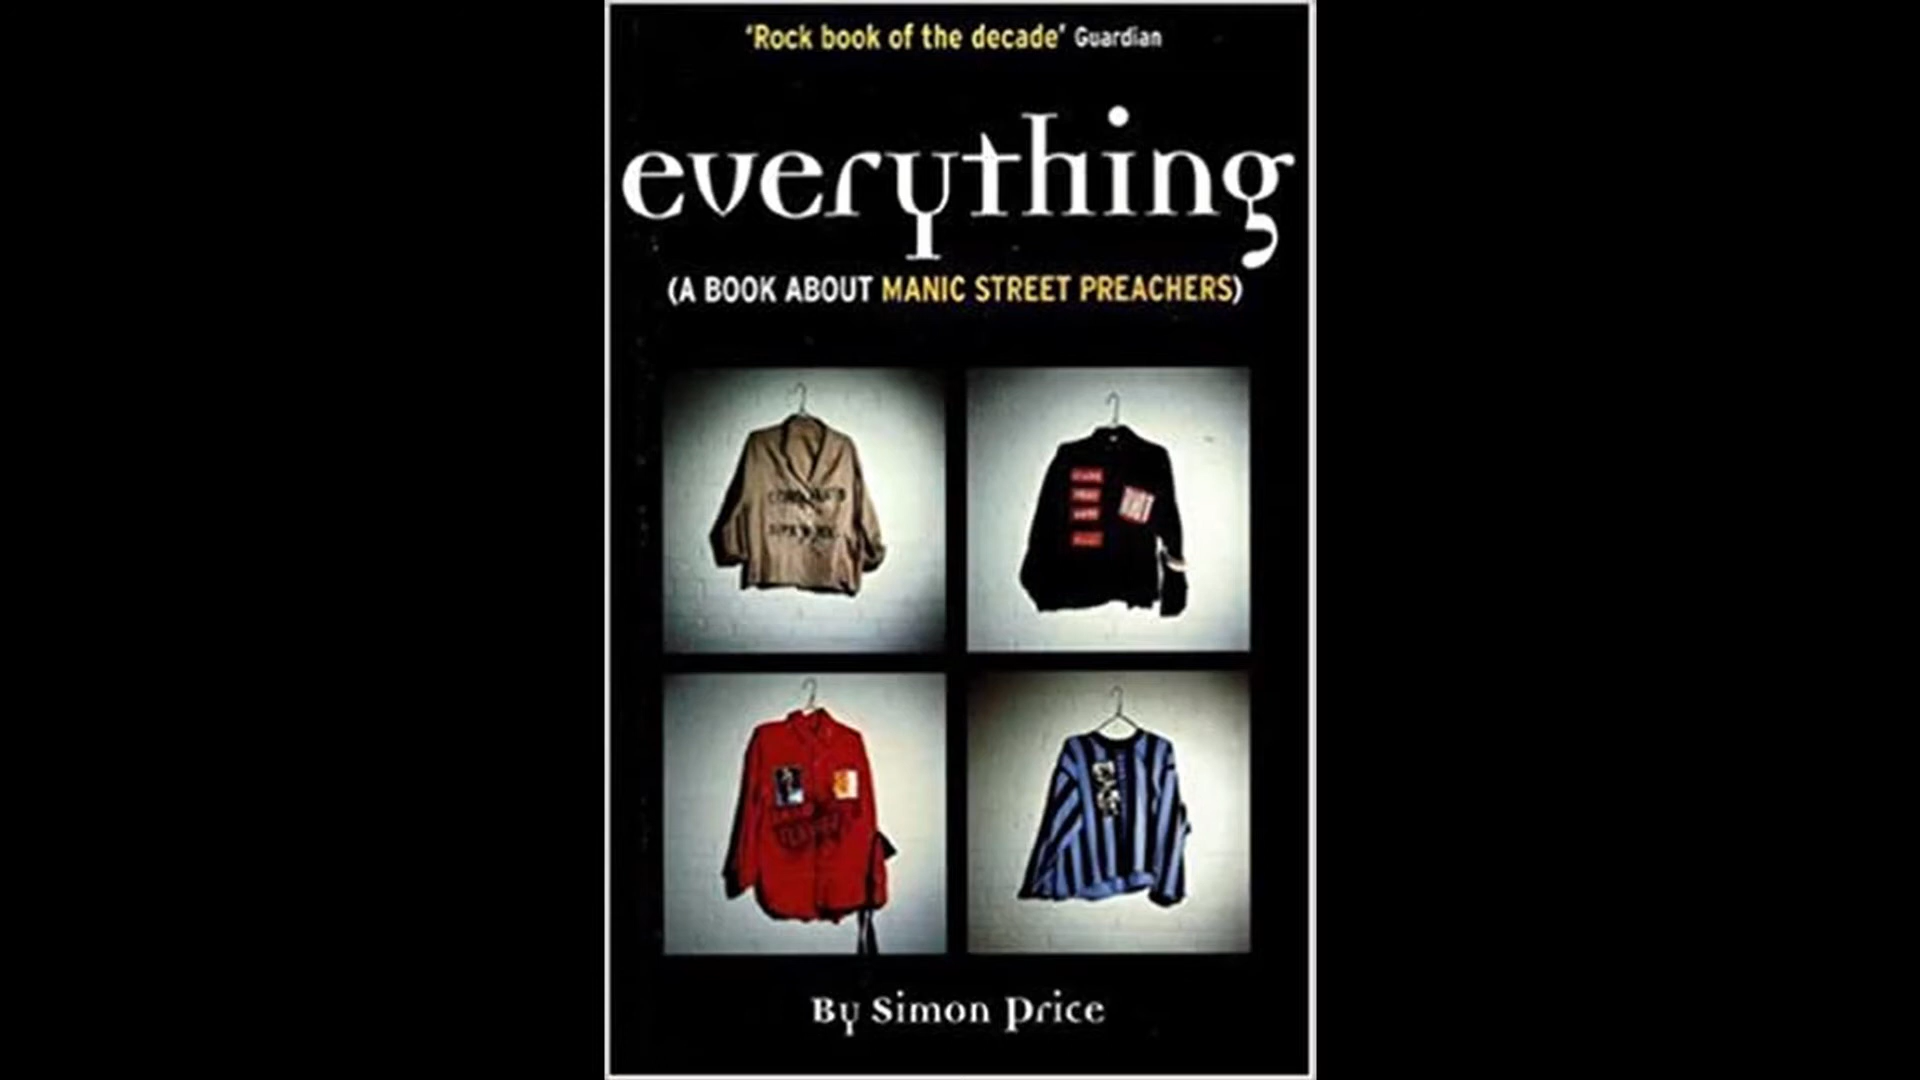 ‘Rock book of the decade’ Guardian
everything
(A BOOK ABOUT MANIC STREET PREACHERS)
By Simon Price